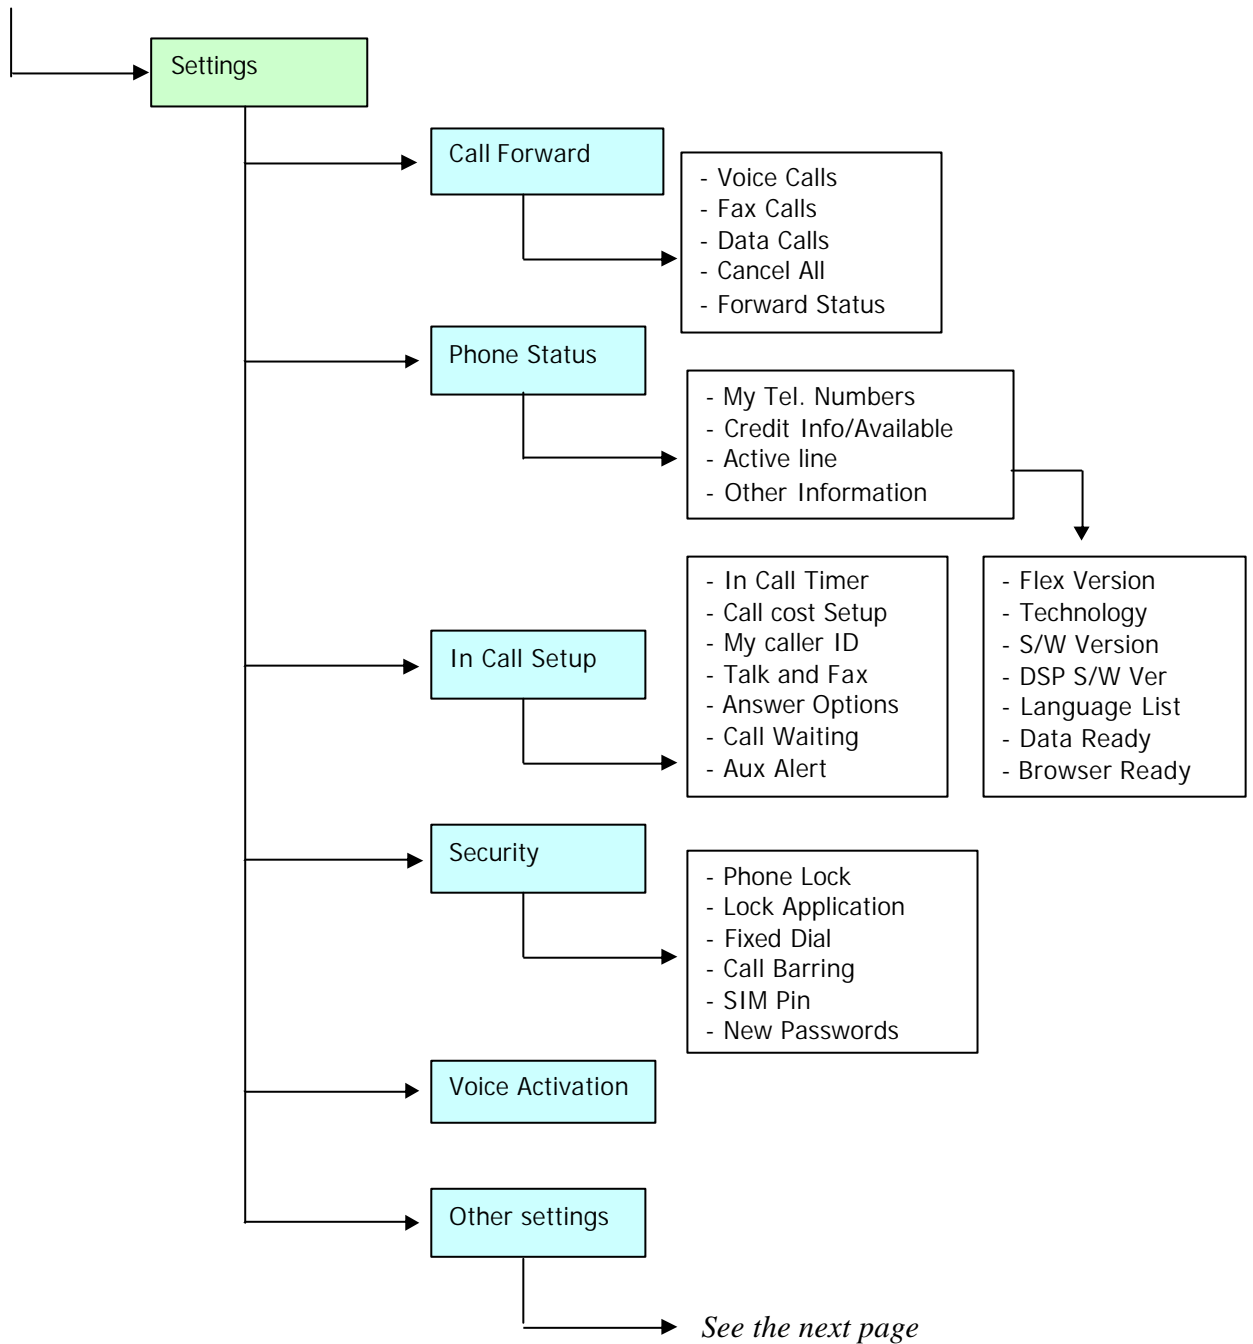 Settings
Call Forward
- Voice Calls
- Fax Calls
- Data Calls
- Cancel All
- Forward Status
Phone Status
- My Tel. Numbers
- Credit Info/Available
- Active line
- Other Information
- Flex Version
- Technology
- S/W Version
- DSP S/W Ver
- Language List
- Data Ready
- Browser Ready
In Call Setup
- In Call Timer
- Call cost Setup
- My caller ID
- Talk and Fax
- Answer Options
- Call Waiting
- Aux Alert
Security
- Phone Lock
- Lock Application
- Fixed Dial
- Call Barring
- SIM Pin
- New Passwords
Voice Activation
Other settings
See the next page